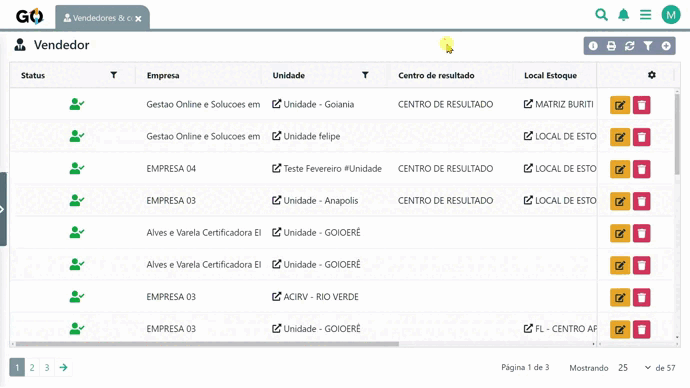 GO Vendedores & c
M
Vendedor
Status Empresa Unidade Centro de resultado Local Estoque
Gestao Online e Solucoes em Unidade - Goiania CENTRO DE RESULTADO MATRIZ BURITI
Gestao Online e Solucoes em Unidade felipe LOCAL DE ESTO
EMPRESA 04 Teste Fevereiro #Unidade CENTRO DE RESULTADO LOCAL DE ESTO
EMPRESA 03 Unidade - Anapolis CENTRO DE RESULTADO LOCAL DE ESTO
Alves e Varela Certificadora EI Unidade - GOIOERÊ
Alves e Varela Certificadora EI Unidade - GOIOERÊ
EMPRESA 03 ACIRV - RIO VERDE
EMPRESA 03 Unidade - GOIOERÊ FL - CENTRO AP
1 2 3 Página 1 de 3 Mostrando 25 de 57